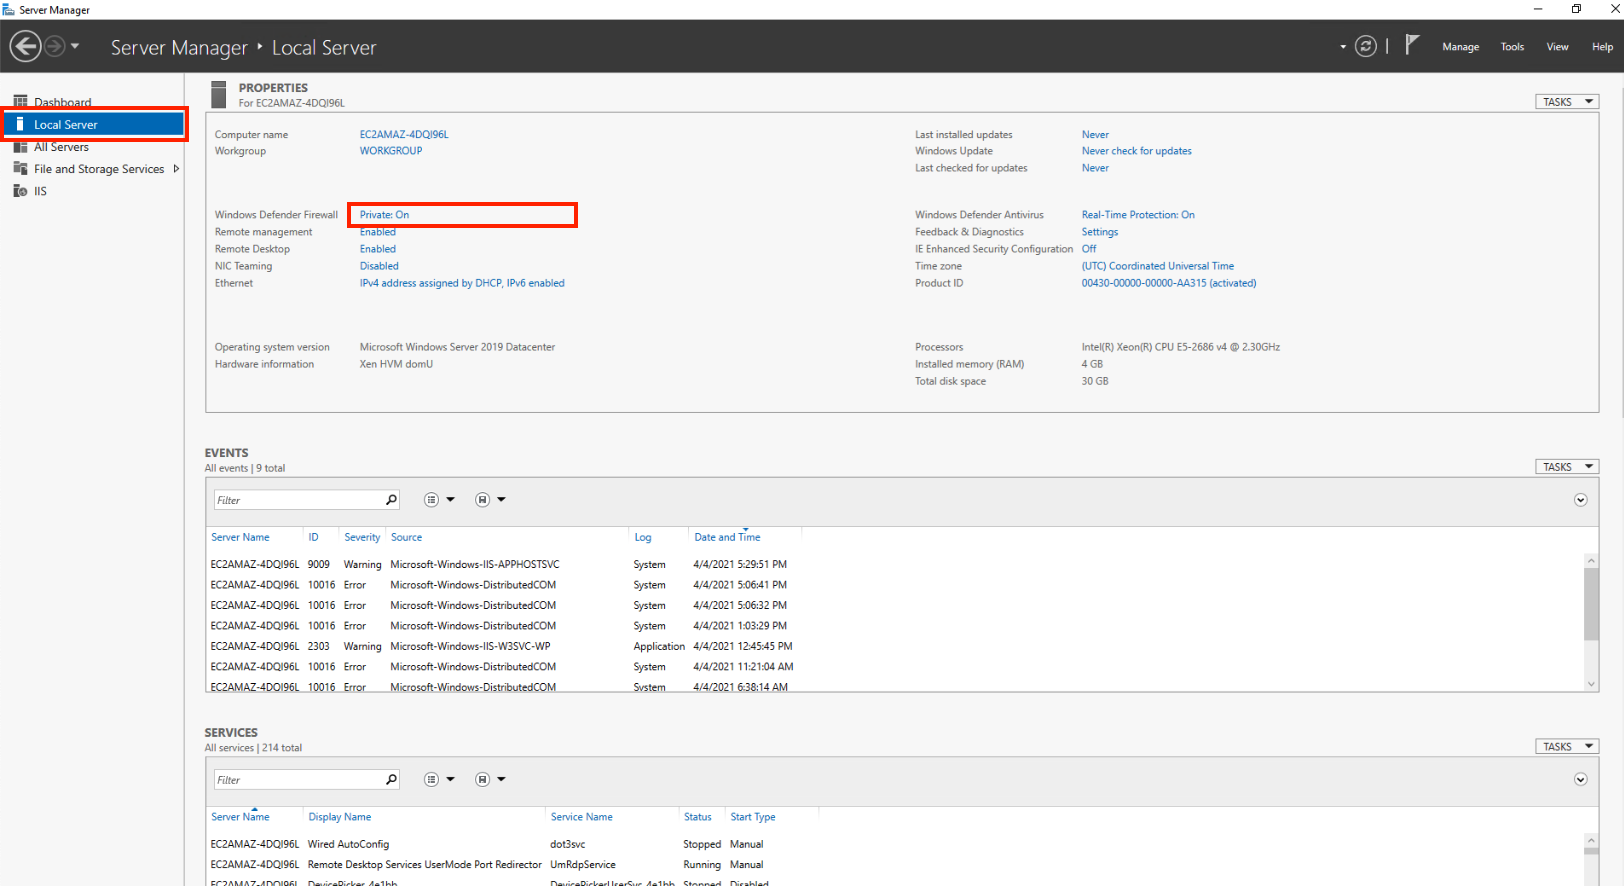 Server Manager
Server Manager ‣ Local Server
Manage Tools View Help
Dashboard
Local Server
All Servers
File and Storage Services
IIS
PROPERTIES
For EC2AMAZ-4DQI96L
TASKS
Computer name EC2AMAZ-4DQI96L Last installed updates Never
Workgroup WORKGROUP Windows Update Never check for updates
Last checked for updates Never
Windows Defender Firewall Private: On Windows Defender Antivirus Real-Time Protection: On
Remote management Enabled Feedback & Diagnostics Settings
Remote Desktop Enabled IE Enhanced Security Configuration Off
NIC Teaming Disabled Time zone (UTC) Coordinated Universal Time
Ethernet IPv4 address assigned by DHCP, IPv6 enabled Product ID 00430-00000-00000-AA315 (activated)
Operating system version Microsoft Windows Server 2019 Datacenter Processors Intel(R) Xeon(R) CPU E5-2686 v4 @ 2.30GHz
Hardware information Xen HVM domU Installed memory (RAM) 4 GB
Total disk space 30 GB
EVENTS
All events | 9 total
TASKS
Filter
Server Name ID Severity Source Log Date and Time
EC2AMAZ-4DQI96L 9009 Warning Microsoft-Windows-IIS-APPHOSTSVC System 4/4/2021 5:29:51 PM
EC2AMAZ-4DQI96L 10016 Error Microsoft-Windows-DistributedCOM System 4/4/2021 5:06:41 PM
EC2AMAZ-4DQI96L 10016 Error Microsoft-Windows-DistributedCOM System 4/4/2021 5:06:32 PM
EC2AMAZ-4DQI96L 10016 Error Microsoft-Windows-DistributedCOM System 4/4/2021 1:03:29 PM
EC2AMAZ-4DQI96L 2303 Warning Microsoft-Windows-IIS-W3SVC-WP Application 4/4/2021 12:45:45 PM
EC2AMAZ-4DQI96L 10016 Error Microsoft-Windows-DistributedCOM System 4/4/2021 11:21:04 AM
EC2AMAZ-4DQI96L 10016 Error Microsoft-Windows-DistributedCOM System 4/4/2021 6:38:14 AM
SERVICES
All services | 214 total
TASKS
Filter
Server Name Display Name Service Name Status Start Type
EC2AMAZ-4DQI96L Wired AutoConfig dot3svc Stopped Manual
EC2AMAZ-4DQI96L Remote Desktop Services UserMode Port Redirector UmRdpService Running Manual
EC2AMAZ-4DQI96L DevicePicker_4e1bb DevicePickerUserSvc_4e1bb Stopped Disabled